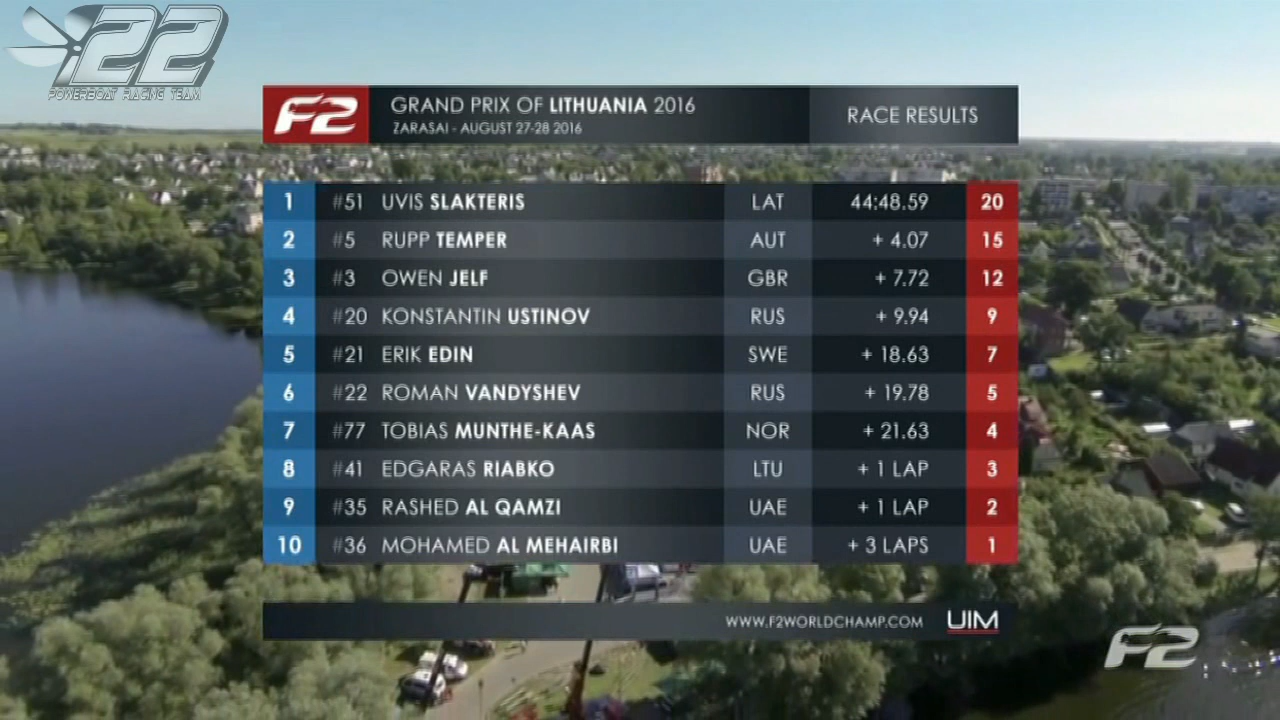 22
POWERBOAT RACING TEAM
F2
GRAND PRIX OF LITHUANIA 2016
ZARASAI - AUGUST 27-28 2016
RACE RESULTS
1 #51 UVIS SLAKTERIS LAT 44:48.59 20
2 #5 RUPP TEMPER AUT + 4.07 15
3 #3 OWEN JELF GBR + 7.72 12
4 #20 KONSTANTIN USTINOV RUS + 9.94 9
5 #21 ERIK EDIN SWE + 18.63 7
6 #22 ROMAN VANDYSHEV RUS + 19.78 5
7 #77 TOBIAS MUNTHE-KAAS NOR + 21.63 4
8 #41 EDGARAS RIABKO LTU + 1 LAP 3
9 #35 RASHED AL QAMZI UAE + 1 LAP 2
10 #36 MOHAMED AL MEHAIRBI UAE + 3 LAPS 1
WWW.F2WORLDCHAMP.COM UIM
F2